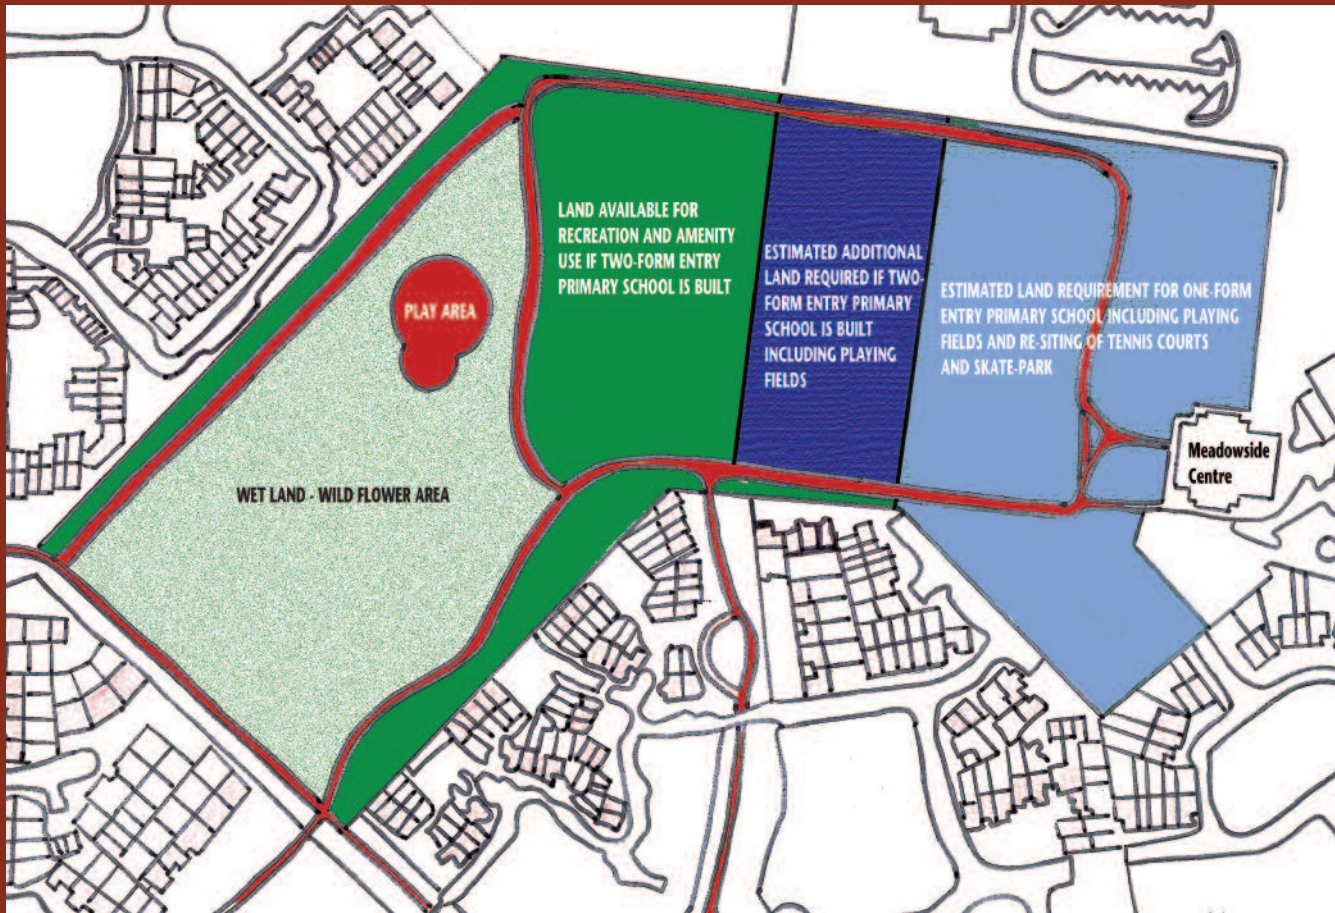 LAND AVAILABLE FOR
RECREATION AND AMENITY
USE IF TWO-FORM ENTRY
PRIMARY SCHOOL IS BUILT
ESTIMATED ADDITIONAL
LAND REQUIRED IF TWO-
FORM ENTRY PRIMARY
SCHOOL IS BUILT
INCLUDING PLAYING
FIELDS
ESTIMATED LAND REQUIREMENT FOR ONE-FORM
ENTRY PRIMARY SCHOOL INCLUDING PLAYING
FIELDS AND RE-SITING OF TENNIS COURTS
AND SKATE-PARK
PLAY AREA
Meadowside
Centre
WET LAND - WILD FLOWER AREA